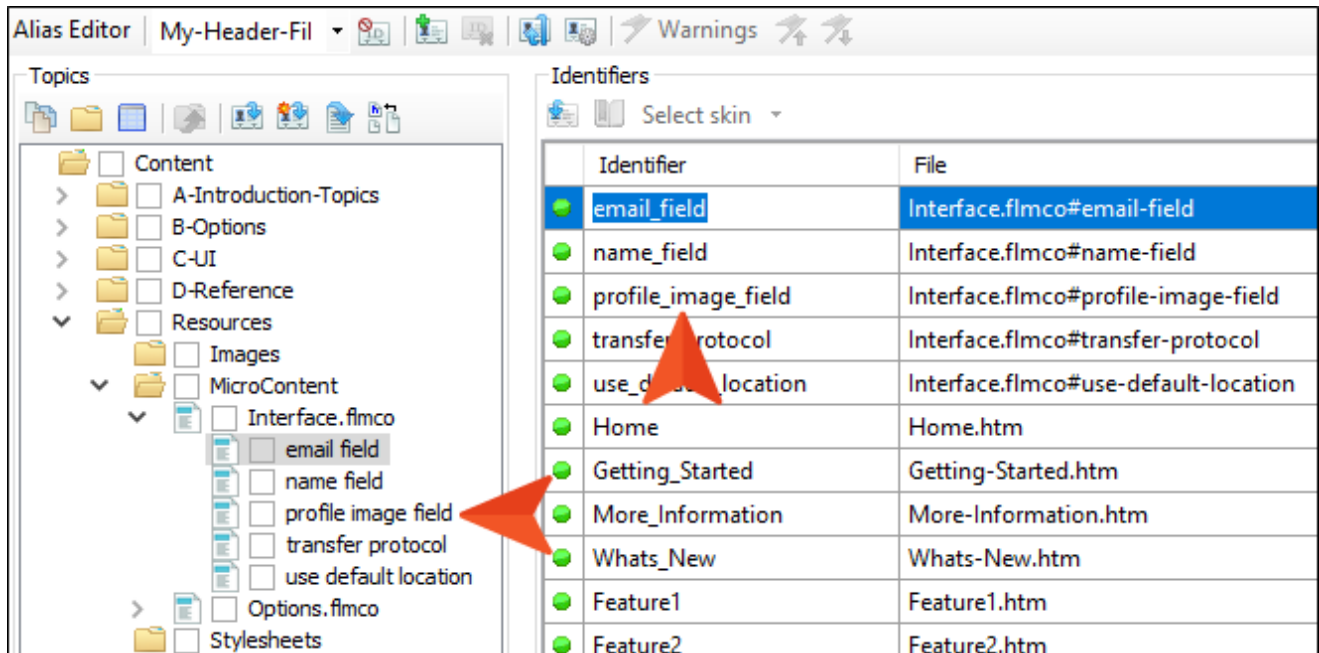 Alias Editor My-Header-Fil Warnings
Topics
Content
A-Introduction-Topics
B-Options
C-UI
D-Reference
Resources
Images
MicroContent
Interface.flmco
email field
name field
profile image field
transfer protocol
use default location
Options.flmco
Stylesheets
Identifiers
Select skin
Identifier File
email_field Interface.flmco#email-field
name_field Interface.flmco#name-field
profile_image_field Interface.flmco#profile-image-field
Interface.flmco#transfer-protocol
Interface.flmco#use-default-location
Home Home.htm
Getting_Started Getting-Started.htm
More_Information More-Information.htm
Whats_New Whats-New.htm
Feature1 Feature1.htm
Feature2 Feature2.htm